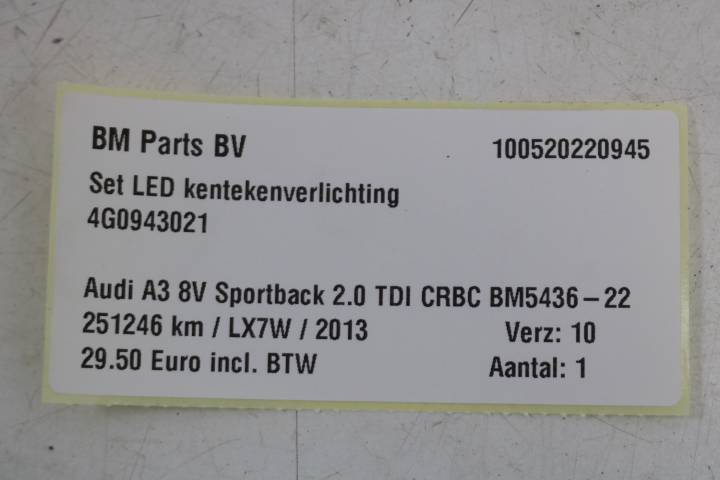 BM Parts BV 100520220945
Set LED kentekenverlichting
4G0943021
Audi A3 8V Sportback 2.0 TDI CRBC BM5436-22
251246 km / LX7W / 2013 Verz: 10
29.50 Euro incl. BTW Aantal: 1